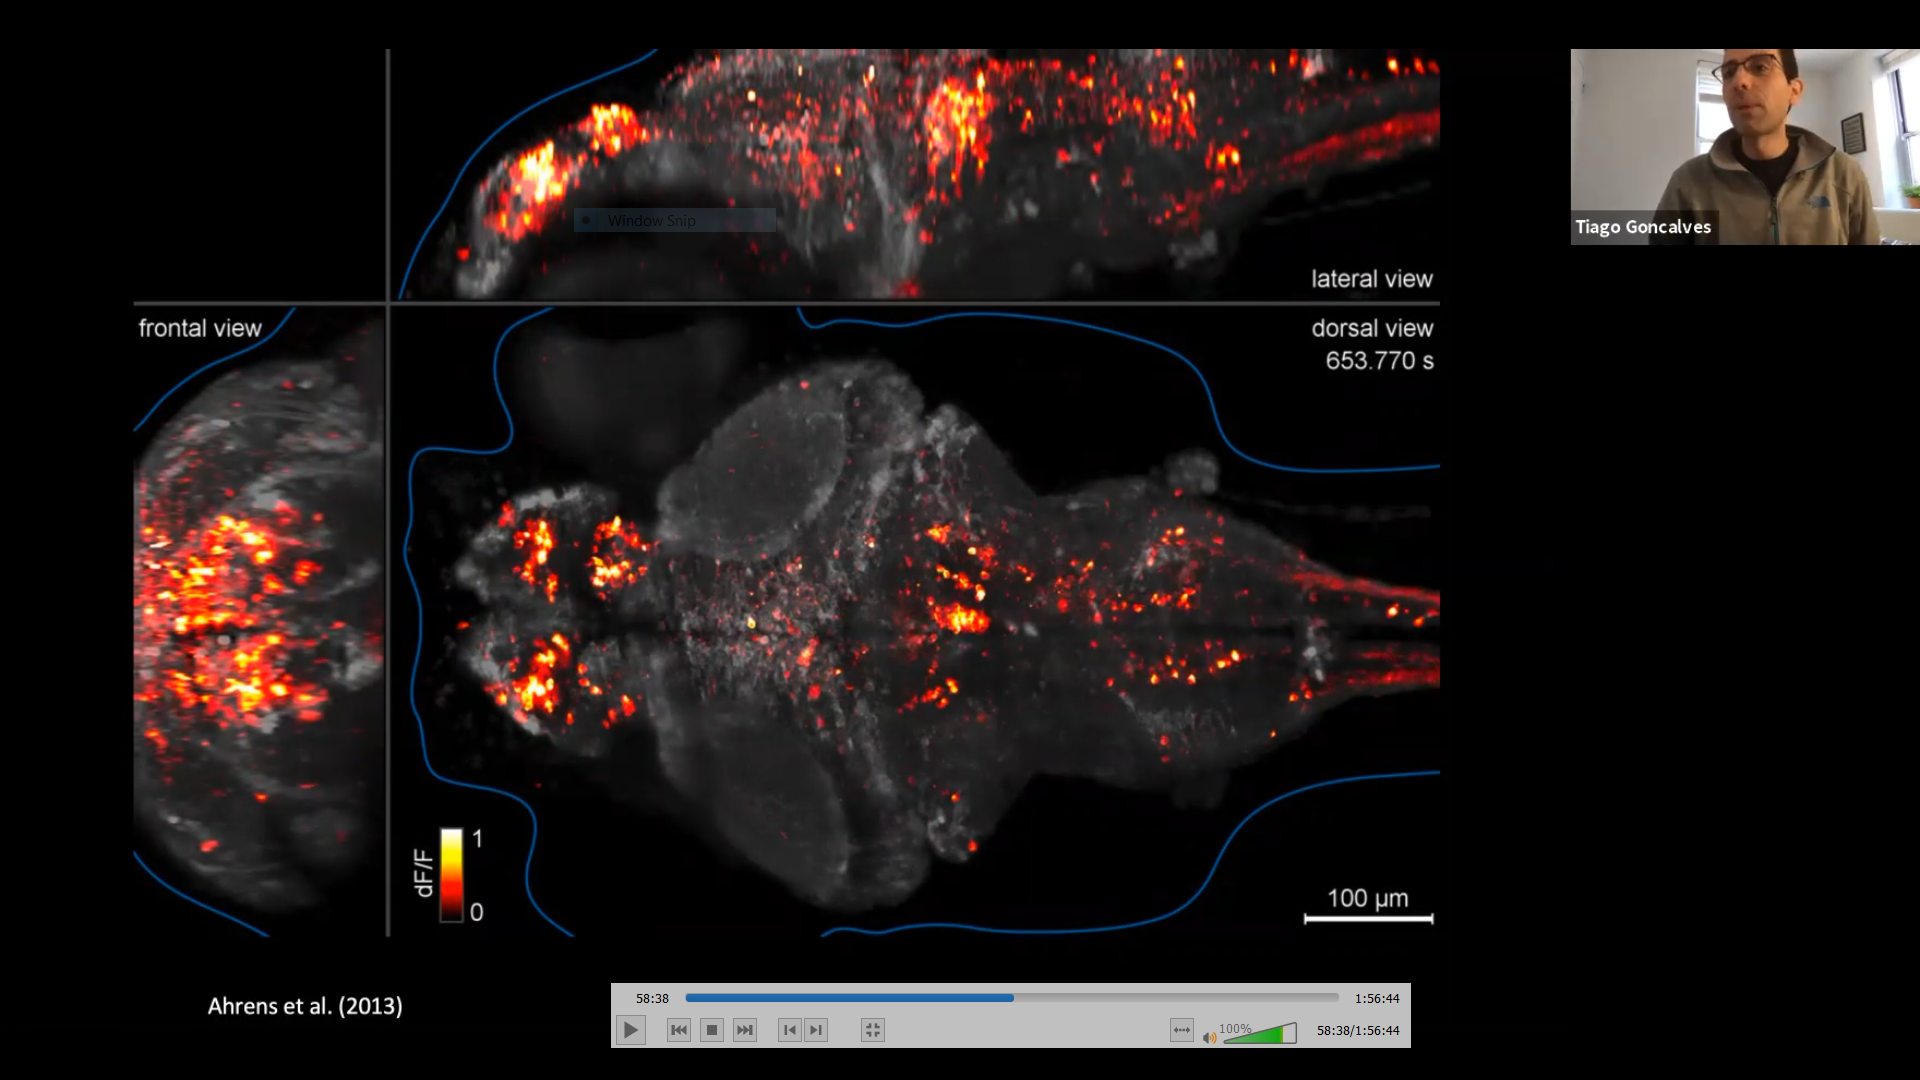 Window Snip
lateral view
frontal view
dorsal view
653.770 s
dF/F
1
0
100 µm
Ahrens et al. (2013)
Tiago Goncalves
58:38
1:56:44
100%
58:38/1:56:44